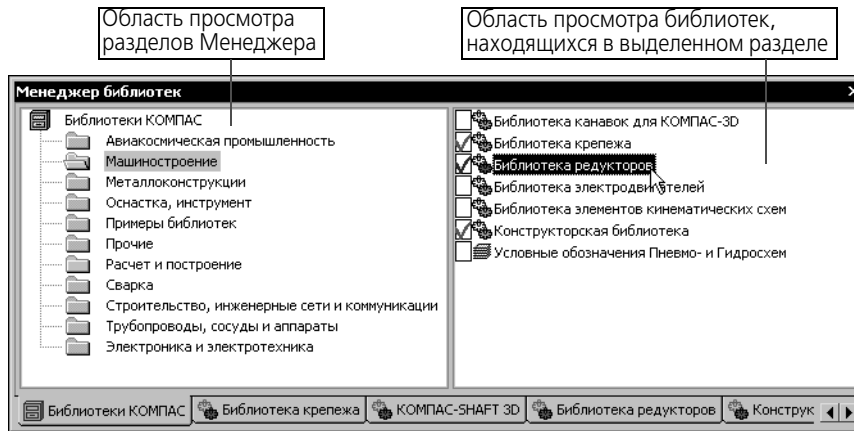 Область просмотра
разделов Менеджера
Область просмотра библиотек,
находящихся в выделенном разделе
Менеджер библиотек
Библиотеки КОМПАС
Авиакосмическая промышленность
Машиностроение
Металлоконструкции
Оснастка, инструмент
Примеры библиотек
Прочие
Расчет и построение
Сварка
Строительство, инженерные сети и коммуникации
Трубопроводы, сосуды и аппараты
Электроника и электротехника
Библиотека канавок для КОМПАС-3D
Библиотека крепежа
Библиотека редукторов
Библиотека электродвигателей
Библиотека элементов кинематических схем
Конструкторская библиотека
Условные обозначения Пневмо- и Гидросхем
Библиотеки КОМПАС Библиотека крепежа КОМПАС-SHAFT 3D Библиотека редукторов Конструк